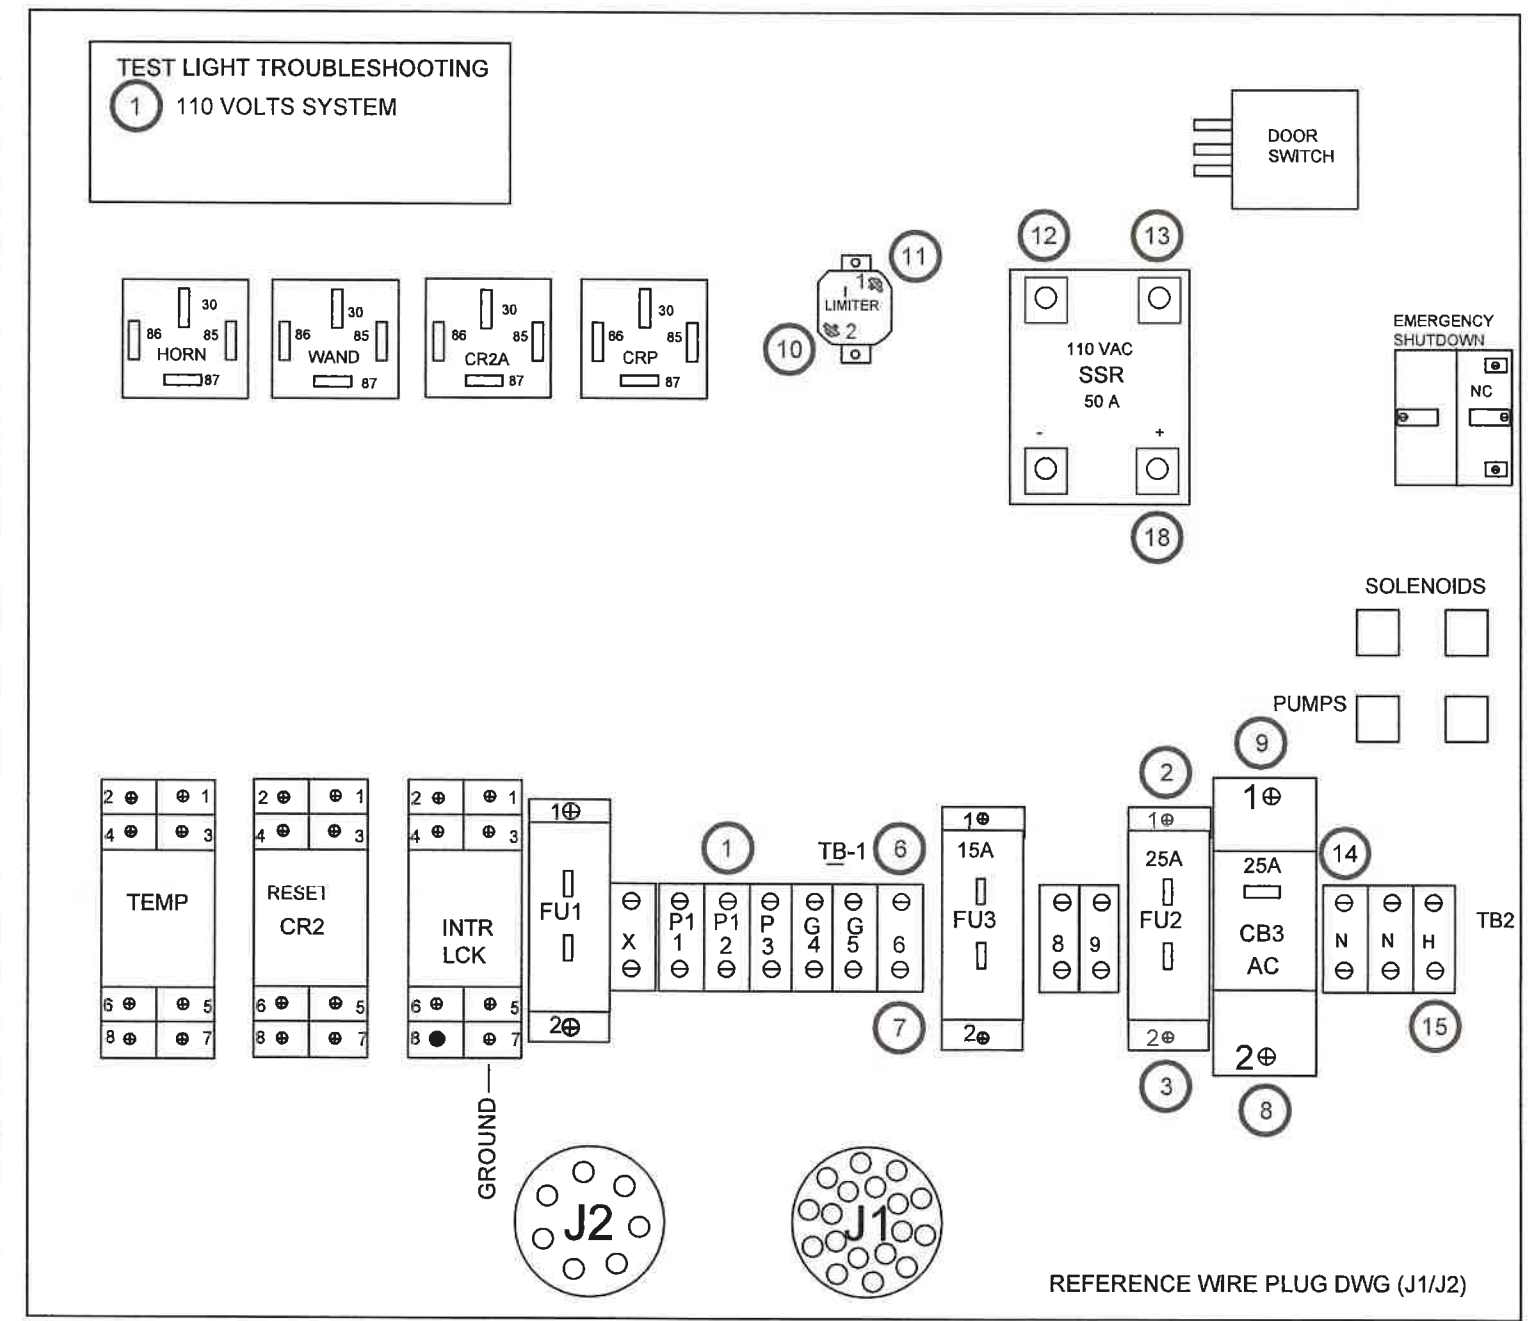 TEST LIGHT TROUBLESHOOTING
1 110 VOLTS SYSTEM
DOOR
SWITCH
12
13
11
1
I
LIMITER
2
10
30
86
85
HORN
87
30
86
85
WAND
87
30
86
85
CR2A
87
30
86
85
CRP
87
110 VAC
SSR
50 A
-
+
18
EMERGENCY
SHUTDOWN
NC
SOLENOIDS
PUMPS
9
2
2
1
4
3
TEMP
6
5
8
7
2
1
4
3
RESET
CR2
6
5
8
7
2
1
4
3
INTR
LCK
6
5
8
7
GROUND
1
FU1
2
1
TB-1
6
X
P1
1
P1
2
P
3
G
4
G
5
6
7
1
15A
FU3
2
8
9
1
25A
FU2
2
3
1
25A
CB3
AC
2
8
14
N
N
H
TB2
15
J2
J1
REFERENCE WIRE PLUG DWG (J1/J2)